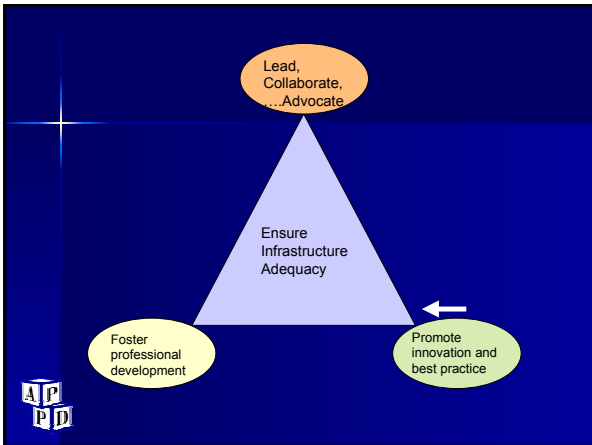 Lead,
Collaborate,
….Advocate
Ensure
Infrastructure
Adequacy
Foster
professional
development
Promote
innovation and
best practice
A P
P D